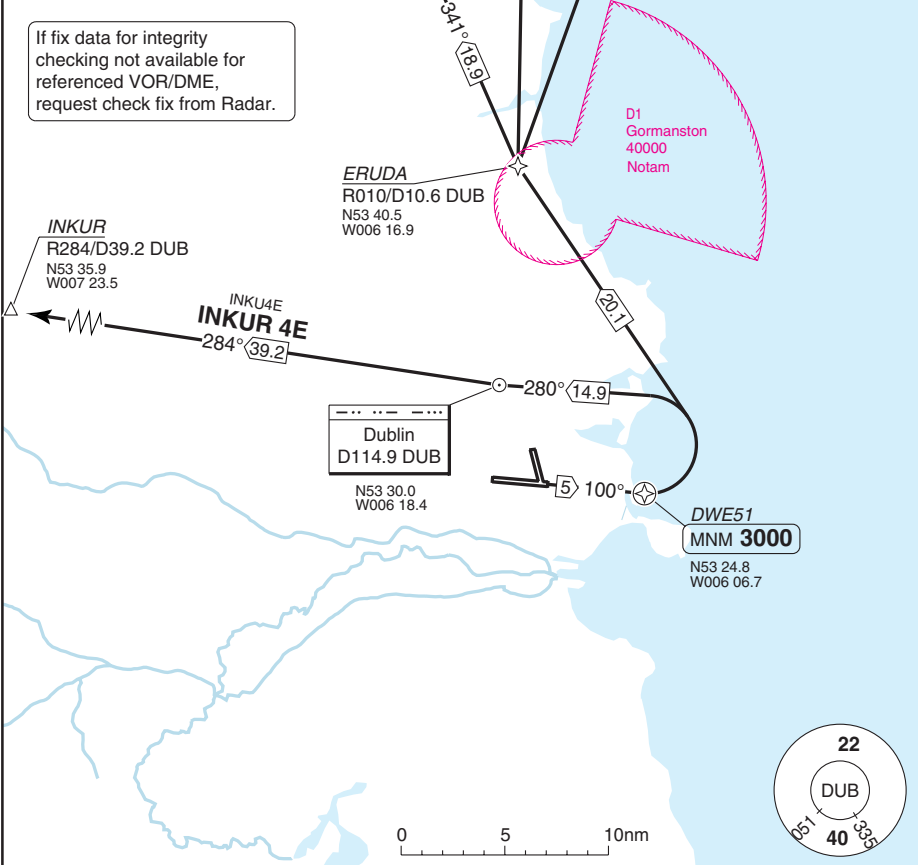 If fix data for integrity
checking not available for
referenced VOR/DME,
request check fix from Radar.
341°
18.9
D1
Gormanston
40000
Notam
ERUDA
R010/D10.6 DUB
N53 40.5
W006 16.9
INKUR
R284/D39.2 DUB
N53 35.9
W007 23.5
INKU4E
INKUR 4E
284°
39.2
20.1
280°
14.9
Dublin
D114.9 DUB
N53 30.0
W006 18.4
5
100°
DWE51
MNM 3000
N53 24.8
W006 06.7
22
DUB
051
335
40
0 5 10nm